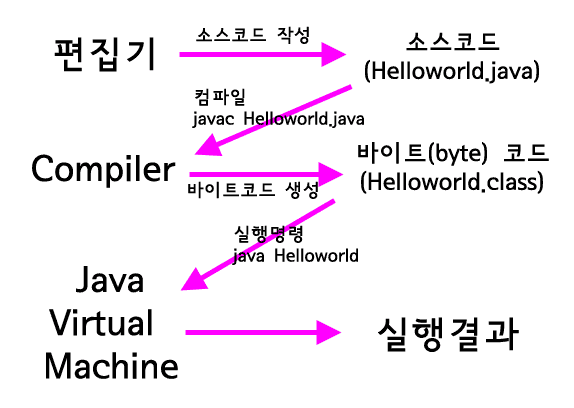 편집기
소스코드 작성
소스코드
(Helloworld.java)
컴파일
javac Helloworld.java
Compiler
바이트코드 생성
바이트(byte) 코드
(Helloworld.class)
실행명령
java Helloworld
Java
Virtual
Machine
실행결과